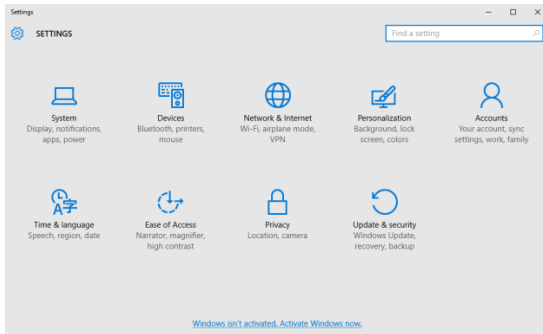 Settings
SETTINGS
Find a setting
System
Display, notifications,
apps, power
Devices
Bluetooth, printers,
mouse
Network & Internet
Wi-Fi, airplane mode,
VPN
Personalization
Background, lock
screen, colors
Accounts
Your account, sync
settings, work, family
A字
Time & language
Speech, region, date
Ease of Access
Narrator, magnifier,
high contrast
Privacy
Location, camera
Update & security
Windows Update,
recovery, backup
Windows isn't activated. Activate Windows now.